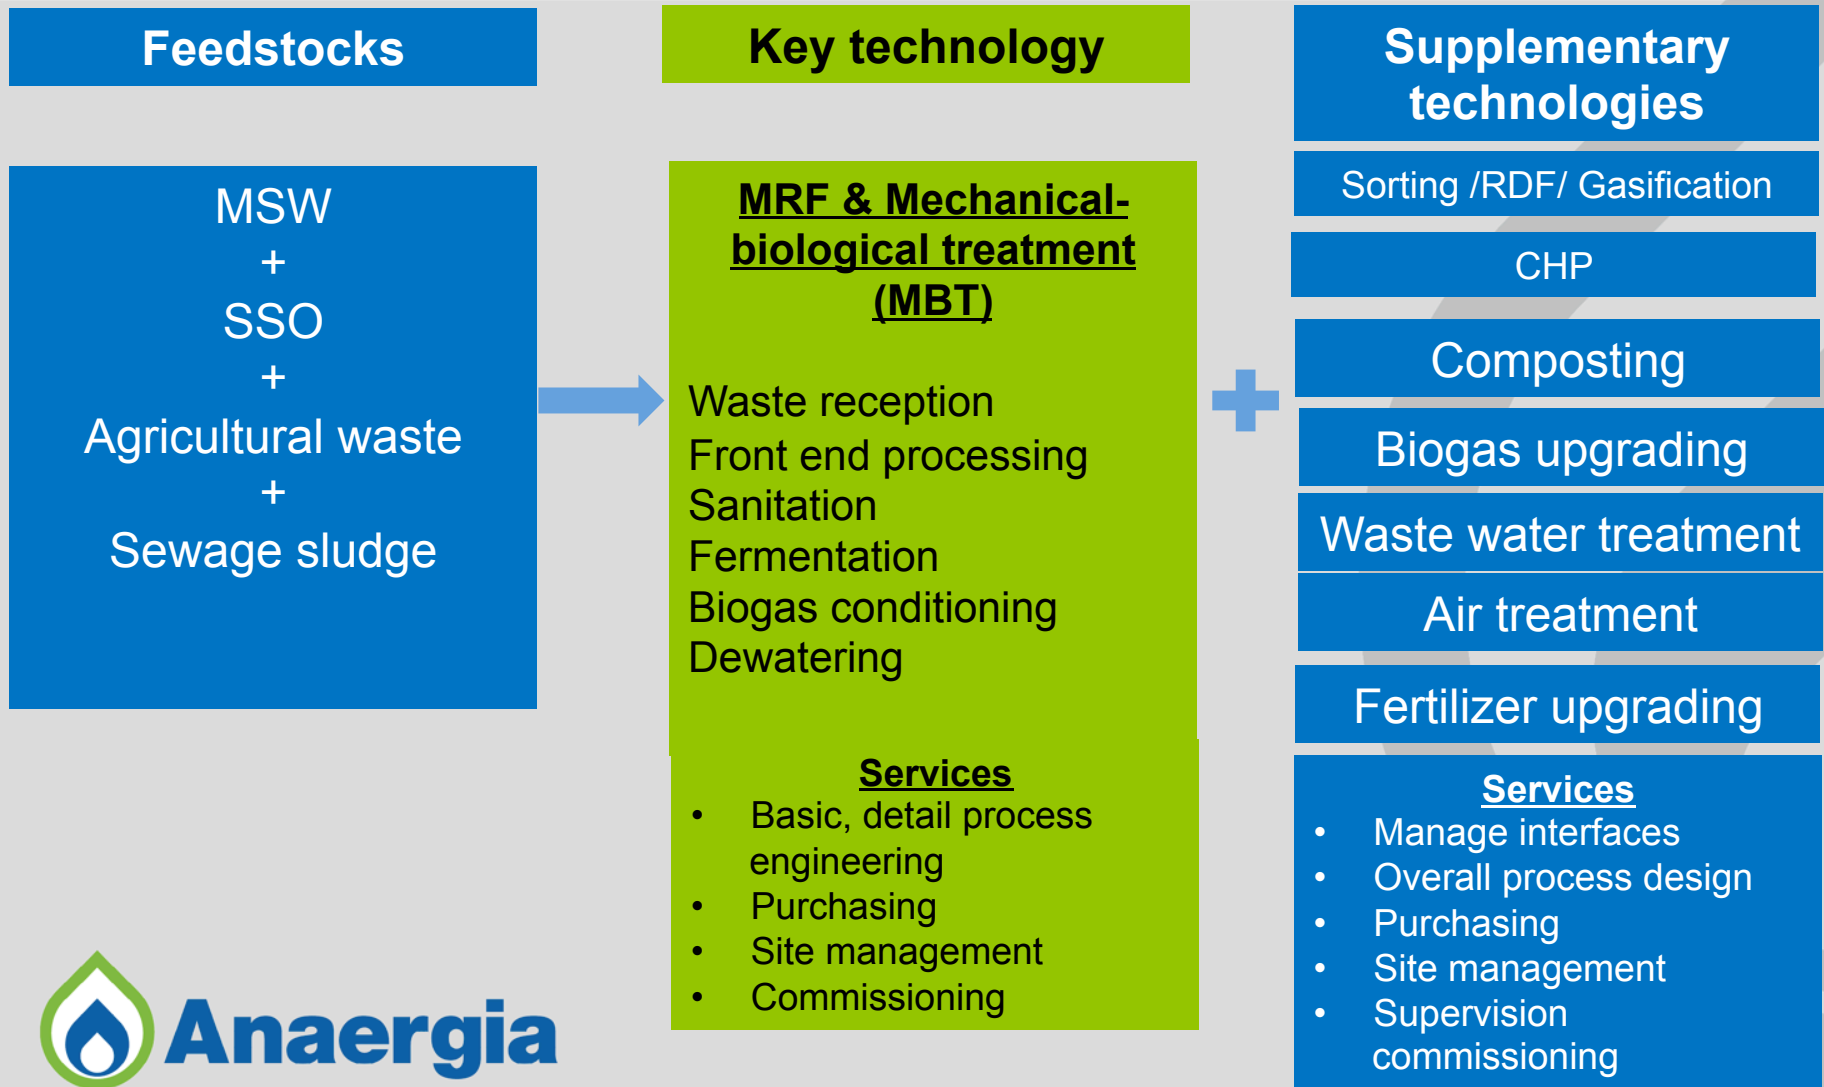 Feedstocks
MSW
+
SSO
+
Agricultural waste
+
Sewage sludge
Key technology
MRF & Mechanical-
biological treatment
(MBT)
Waste reception
Front end processing
Sanitation
Fermentation
Biogas conditioning
Dewatering
Services
• Basic, detail process
engineering
• Purchasing
• Site management
• Commissioning
Supplementary
technologies
Sorting /RDF/ Gasification
CHP
Composting
Biogas upgrading
Waste water treatment
Air treatment
Fertilizer upgrading
Services
• Manage interfaces
• Overall process design
• Purchasing
• Site management
• Supervision
commissioning
Anaergia